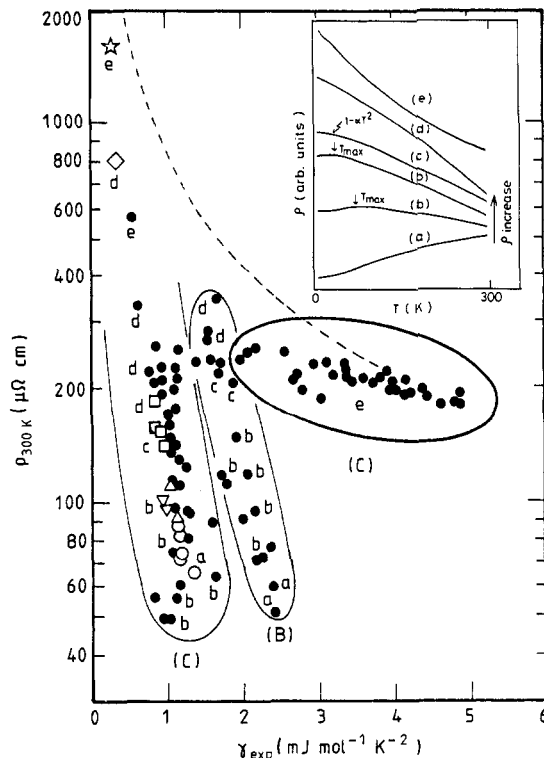 2000
1000
800
600
400
200
100
80
60
40
ρ300 K (μΩ cm)
0
1
2
3
4
5
6
γexp (mJ mol⁻¹ K⁻²)
e
d
e
d
d
d
c
b
b
a
b
b
b
(C)
d
d
c
c
b
b
b
b
b
a
a
(B)
e
(C)
ρ (arb. units)
(e)
(d)
1-αT²
(c)
↓Tmax
(b)
↓Tmax
(b)
(a)
ρ increase
0
300
T (K)